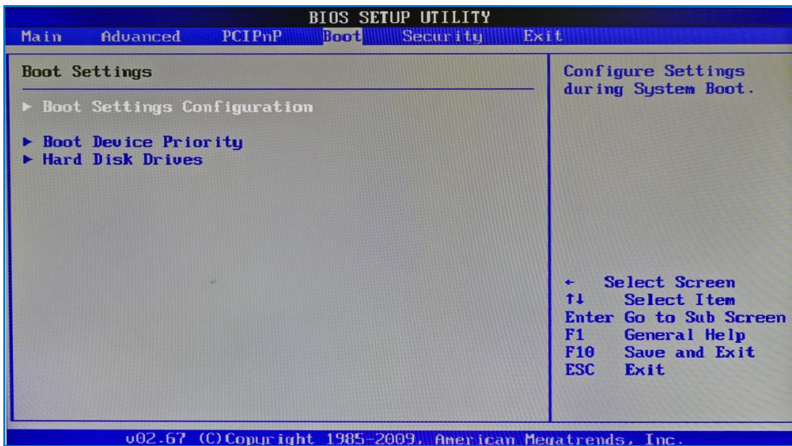 BIOS SETUP UTILITY
Main Advanced PCIPnP Boot Security Exit
Boot Settings
► Boot Settings Configuration
► Boot Device Priority
► Hard Disk Drives
Configure Settings
during System Boot.
← Select Screen
↑↓ Select Item
Enter Go to Sub Screen
F1 General Help
F10 Save and Exit
ESC Exit
v02.67 (C)Copyright 1985-2009, American Megatrends, Inc.